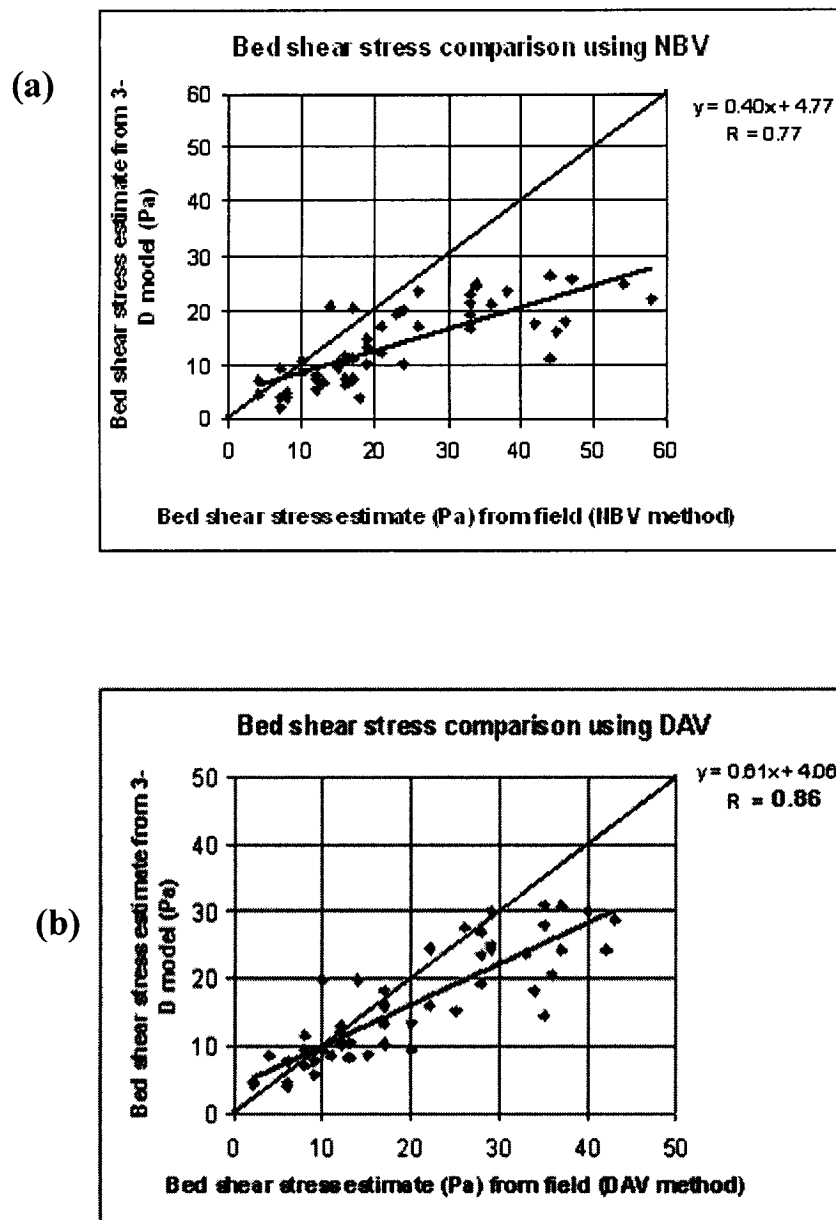 (a)
Bed shear stress comparison using NBV
Bed shear stress estimate from 3-
D model (Pa)
60
50
40
30
20
10
0
0 10 20 30 40 50 60
y = 0.40x + 4.77
R = 0.77
Bed shear stress estimate (Pa) from field (NBV method)
(b)
Bed shear stress comparison using DAV
Bed shear stress estimate from 3-
D model (Pa)
50
40
30
20
10
0
0 10 20 30 40 50
y = 0.61x + 4.06
R = 0.86
Bed shear stress estimate (Pa) from field (DAV method)